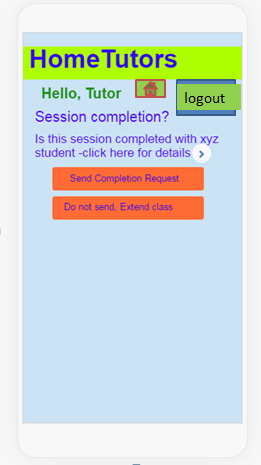 HomeTutors
Hello, Tutor
logout
Session completion?
Is this session completed with xyz
student -click here for details
Send Completion Request
Do not send, Extend class